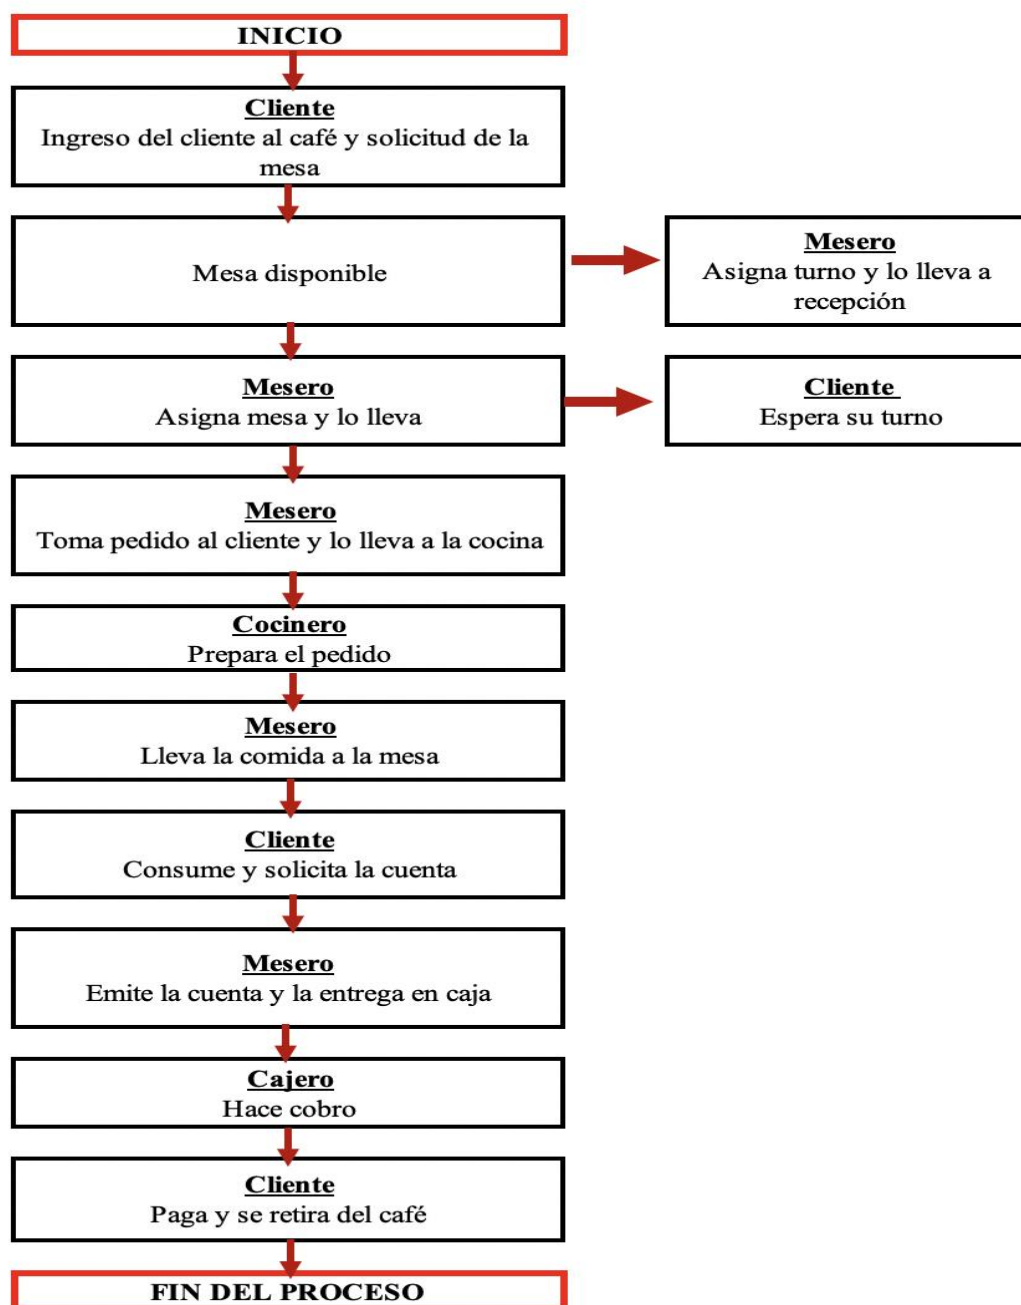 INICIO
Cliente
Ingreso del cliente al café y solicitud de la
mesa
Mesa disponible
Mesero
Asigna turno y lo lleva a
recepción
Mesero
Asigna mesa y lo lleva
Cliente
Espera su turno
Mesero
Toma pedido al cliente y lo lleva a la cocina
Cocinero
Prepara el pedido
Mesero
Lleva la comida a la mesa
Cliente
Consume y solicita la cuenta
Mesero
Emite la cuenta y la entrega en caja
Cajero
Hace cobro
Cliente
Paga y se retira del café
FIN DEL PROCESO